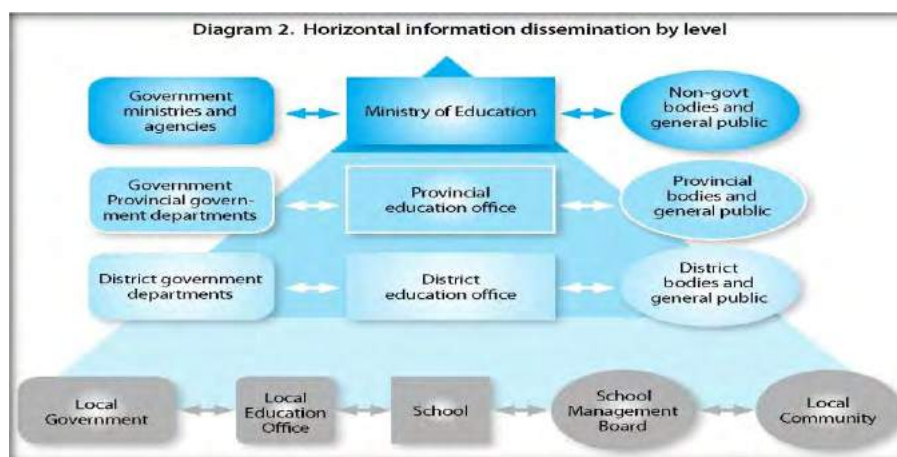 Diagram 2. Horizontal information dissemination by level
Government
ministries and
agencies
Ministry of Education
Non-govt
bodies and
general public
Government
Provincial govern-
ment departments
Provincial
education office
Provincial
bodies and
general public
District government
departments
District
education office
District
bodies and
general public
Local
Government
Local
Education
Office
School
School
Management
Board
Local
Community